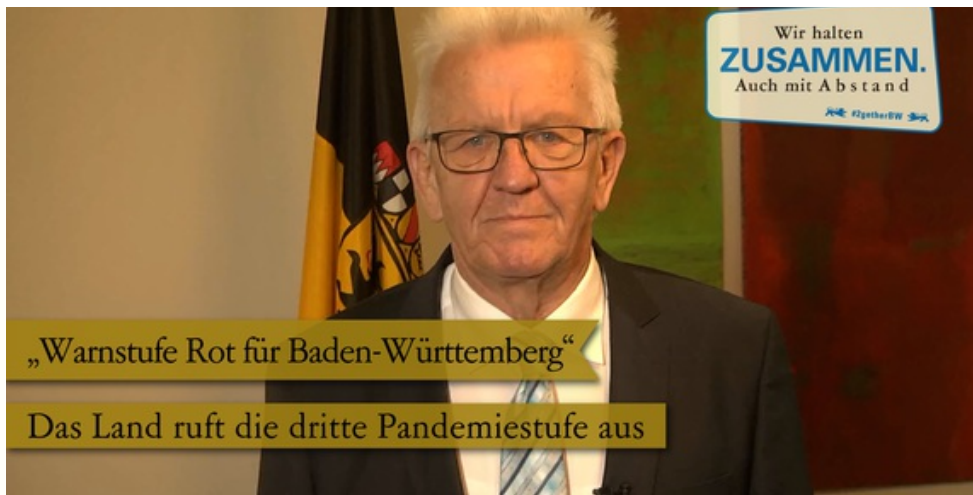 Wir halten
ZUSAMMEN.
Auch mit Abstand
#2getherBW
„Warnstufe Rot für Baden-Württemberg“
Das Land ruft die dritte Pandemiestufe aus